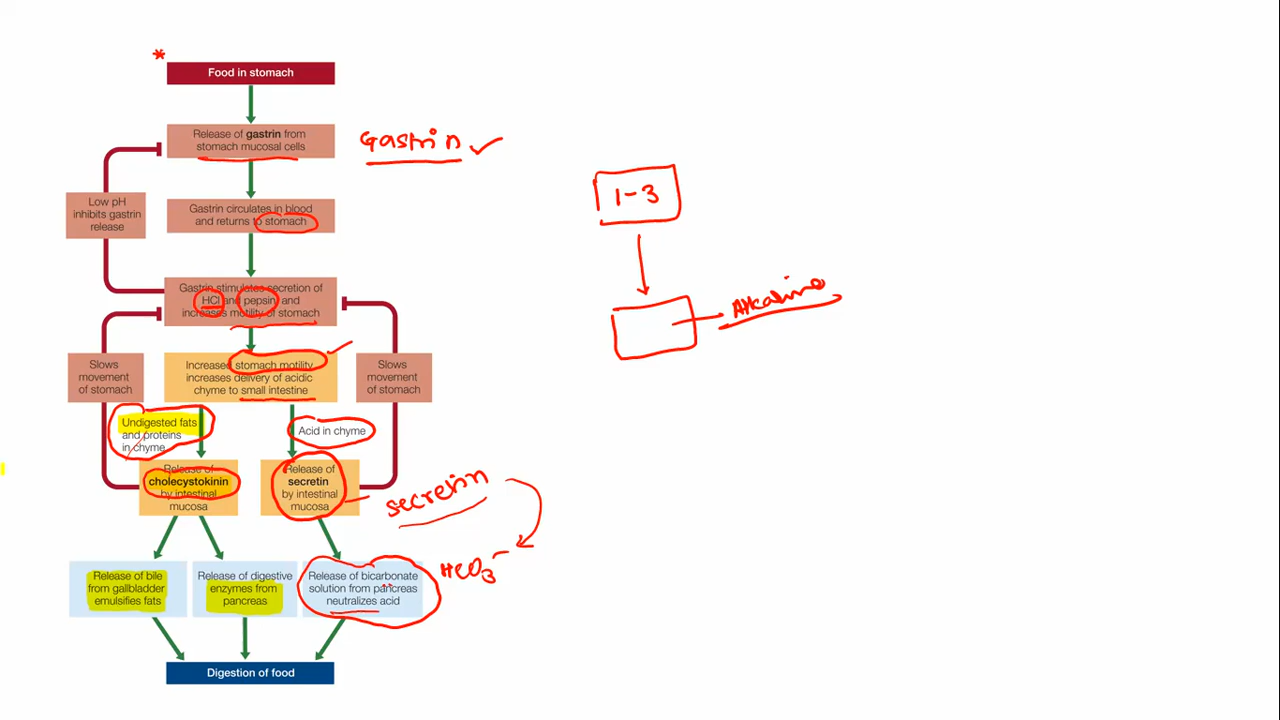 *
Food in stomach
Release of gastrin from
stomach mucosal cells
Gastrin ✓
Low pH
inhibits gastrin
release
Gastrin circulates in blood
and returns to stomach
1-3
Gastrin stimulates secretion of
HCl and pepsin and
increases motility of stomach
Alkaline
Slows
movement
of stomach
Increased stomach motility
increases delivery of acidic
chyme to small intestine
Slows
movement
of stomach
Undigested fats
and proteins
in chyme
Acid in chyme
Release of
cholecystokinin
by intestinal
mucosa
Release of
secretin
by intestinal
mucosa
Secretin
HCO3-
Release of bile
from gallbladder
emulsifies fats
Release of digestive
enzymes from
pancreas
Release of bicarbonate
solution from pancreas
neutralizes acid
Digestion of food